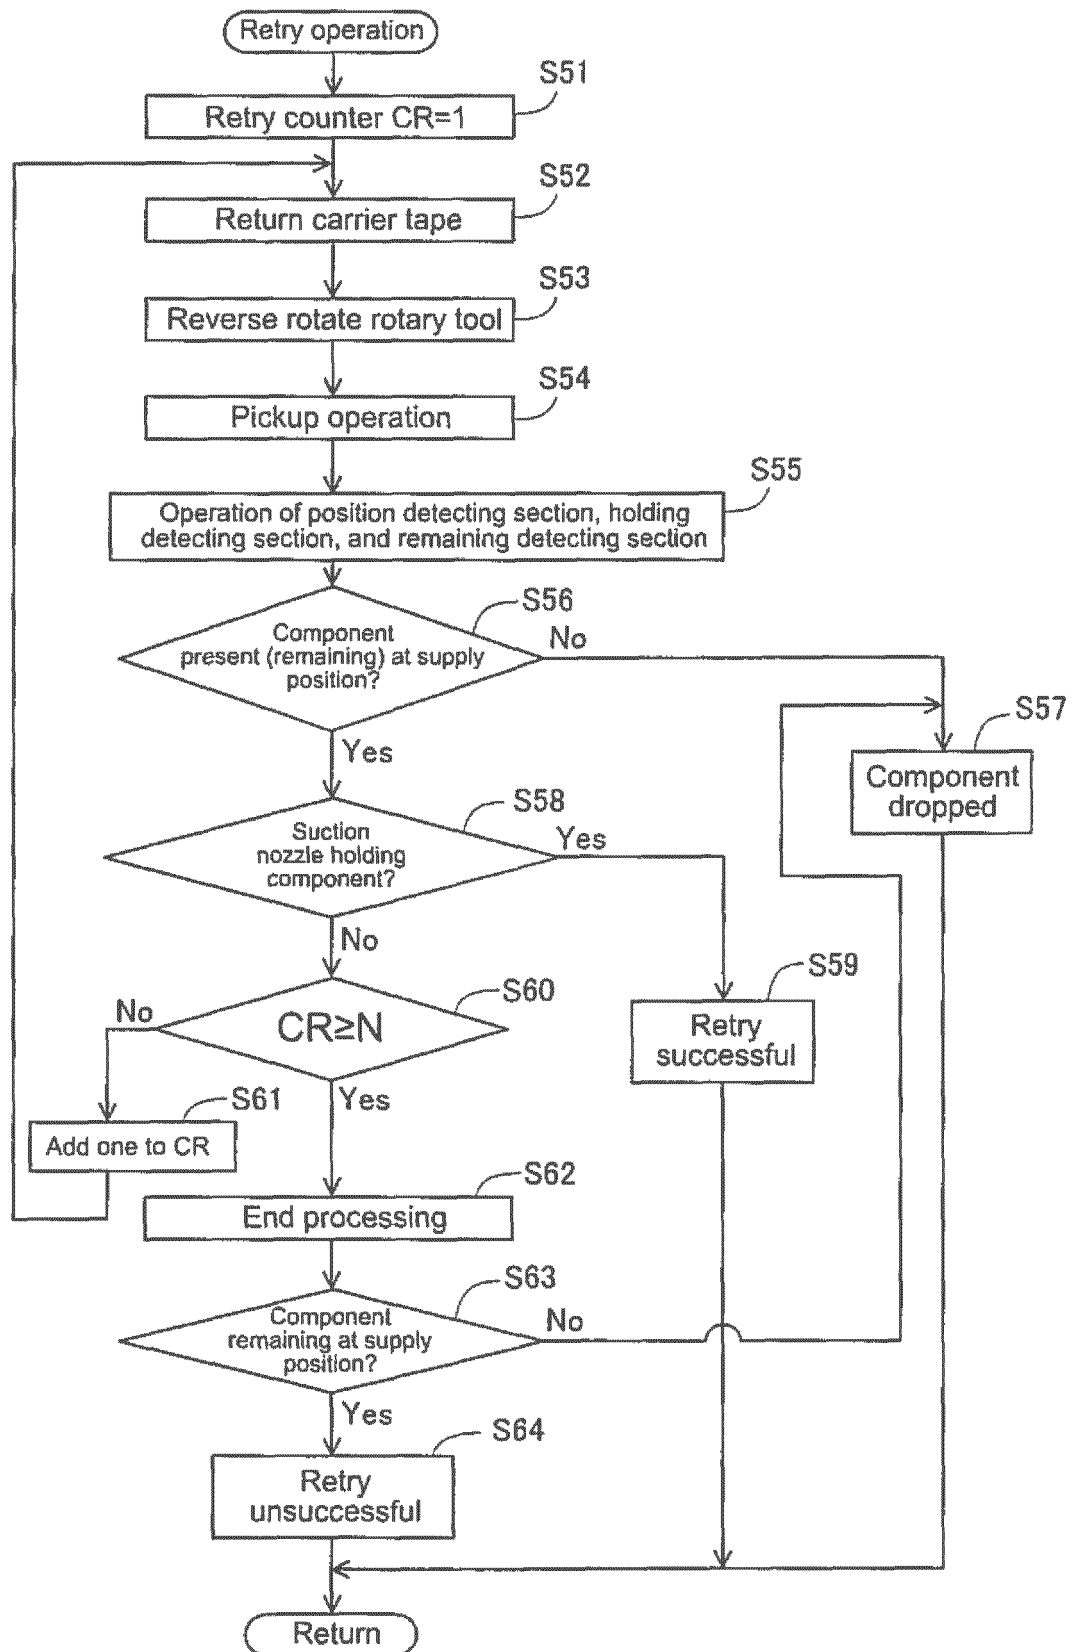 Retry operation
S51
Retry counter CR=1
S52
Return carrier tape
S53
Reverse rotate rotary tool
S54
Pickup operation
S55
Operation of position detecting section, holding
detecting section, and remaining detecting section
S56
Component
present (remaining) at supply
position?
No
Yes
S57
Component
dropped
S58
Suction
nozzle holding
component?
Yes
No
S59
Retry
successful
S60
CR≥N
No
Yes
S61
Add one to CR
S62
End processing
S63
Component
remaining at supply
position?
No
Yes
S64
Retry
unsuccessful
Return